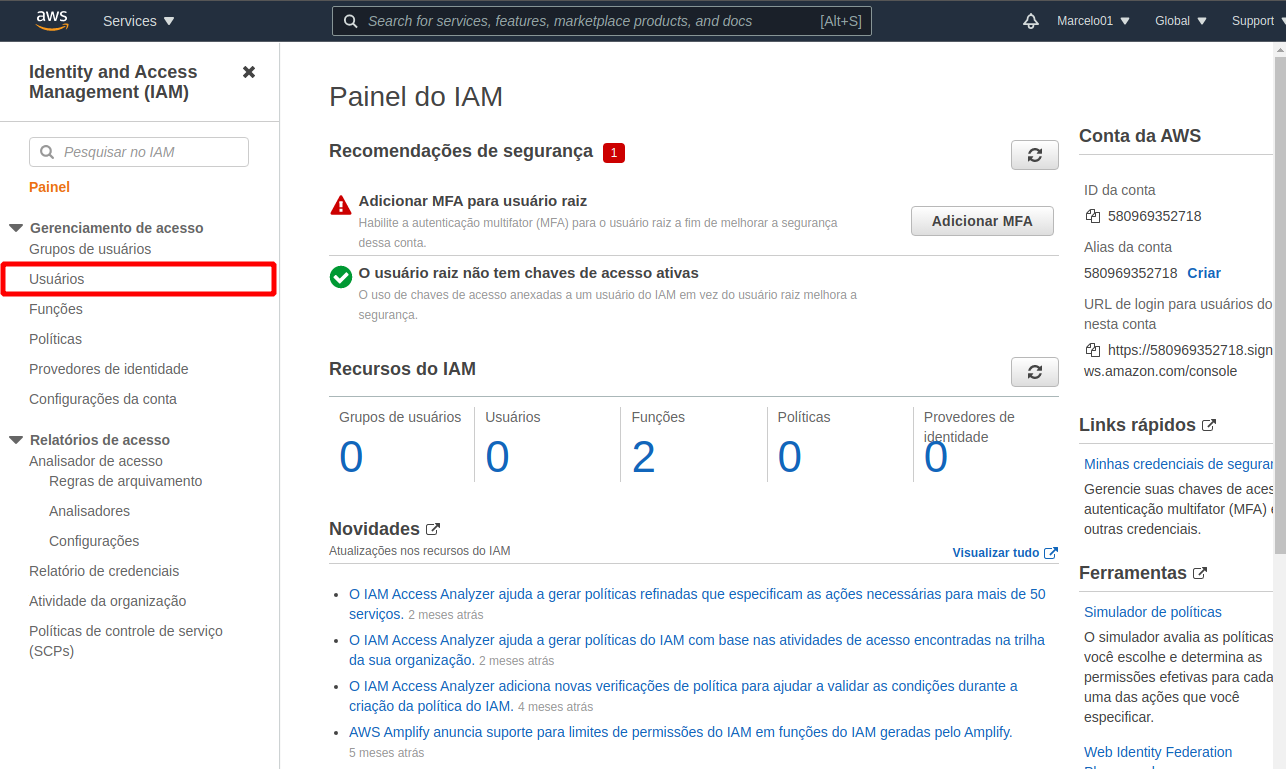 aws
Services
Search for services, features, marketplace products, and docs
[Alt+S]
Marcelo01
Global
Support
Identity and Access
Management (IAM)
Pesquisar no IAM
Painel
Gerenciamento de acesso
Grupos de usuários
Usuários
Funções
Políticas
Provedores de identidade
Configurações da conta
Relatórios de acesso
Analisador de acesso
Regras de arquivamento
Analisadores
Configurações
Relatório de credenciais
Atividade da organização
Políticas de controle de serviço
(SCPs)
Painel do IAM
Recomendações de segurança 1
Adicionar MFA para usuário raiz
Habilite a autenticação multifator (MFA) para o usuário raiz a fim de melhorar a segurança
dessa conta.
Adicionar MFA
O usuário raiz não tem chaves de acesso ativas
O uso de chaves de acesso anexadas a um usuário do IAM em vez do usuário raiz melhora a
segurança.
Recursos do IAM
Grupos de usuários
0
Usuários
0
Funções
2
Políticas
0
Provedores de
identidade
0
Novidades
Atualizações nos recursos do IAM
Visualizar tudo
O IAM Access Analyzer ajuda a gerar políticas refinadas que especificam as ações necessárias para mais de 50
serviços. 2 meses atrás
O IAM Access Analyzer ajuda a gerar políticas do IAM com base nas atividades de acesso encontradas na trilha
da sua organização. 2 meses atrás
O IAM Access Analyzer adiciona novas verificações de política para ajudar a validar as condições durante a
criação da política do IAM. 4 meses atrás
AWS Amplify anuncia suporte para limites de permissões do IAM em funções do IAM geradas pelo Amplify.
5 meses atrás
Conta da AWS
ID da conta
580969352718
Alias da conta
580969352718 Criar
URL de login para usuários do
nesta conta
https://580969352718.sign
ws.amazon.com/console
Links rápidos
Minhas credenciais de segurar
Gerencie suas chaves de aces
autenticação multifator (MFA)
outras credenciais.
Ferramentas
Simulador de políticas
O simulador avalia as políticas
você escolhe e determina as
permissões efetivas para cada
uma das ações que você
especificar.
Web Identity Federation